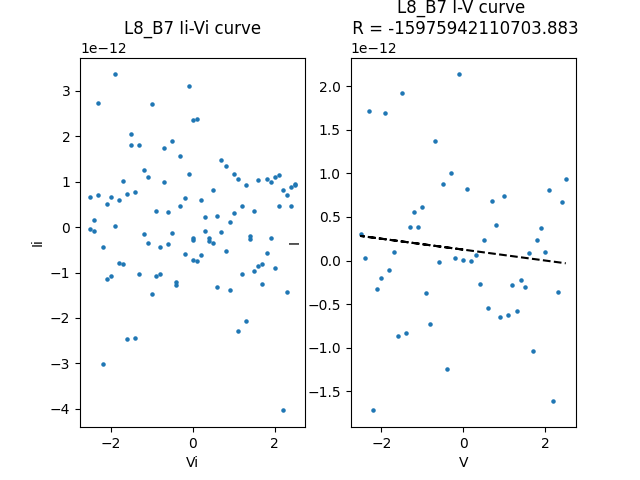 L8_B7 Ii-Vi curve
L8_B7 I-V curve
R = -15975942110703.883
1e−12
1e−12
3
2
1
0
−1
−2
−3
−4
2.0
1.5
1.0
0.5
0.0
−0.5
−1.0
−1.5
Ii
I
−2
0
2
−2
0
2
Vi
V